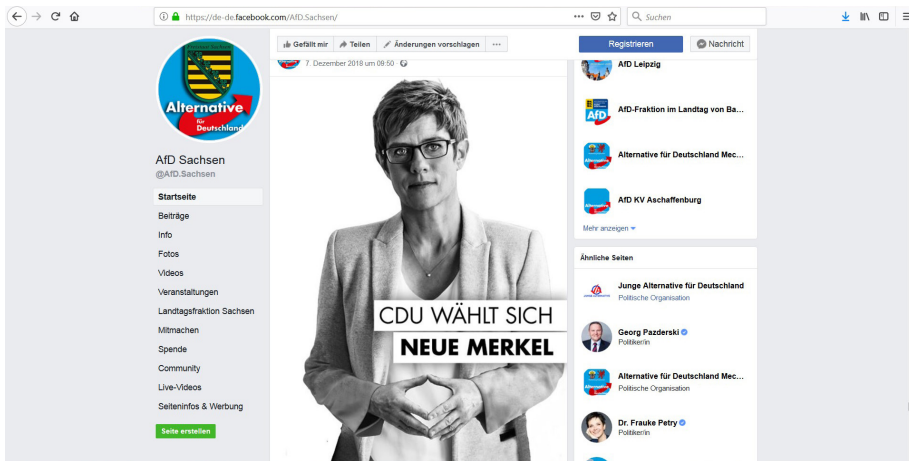 https://de-de.facebook.com/AfD.Sachsen/
Suchen
Alternative
für
Deutschland
AfD Sachsen
@AfD.Sachsen
Startseite
Beiträge
Info
Fotos
Videos
Veranstaltungen
Landtagsfraktion Sachsen
Mitmachen
Spende
Community
Live-Videos
Seiteninfos & Werbung
Seite erstellen
Gefällt mir
Teilen
Änderungen vorschlagen
7. Dezember 2018 um 09:50
CDU WÄHLT SICH
NEUE MERKEL
Registrieren
Nachricht
AfD Leipzig
AfD
AfD-Fraktion im Landtag von Ba...
Alternative für Deutschland Mec...
AfD KV Aschaffenburg
Mehr anzeigen
Ähnliche Seiten
Junge Alternative für Deutschland
Politische Organisation
Georg Pazderski
Politiker/in
Alternative für Deutschland Mec...
Politische Organisation
Dr. Frauke Petry
Politiker/in